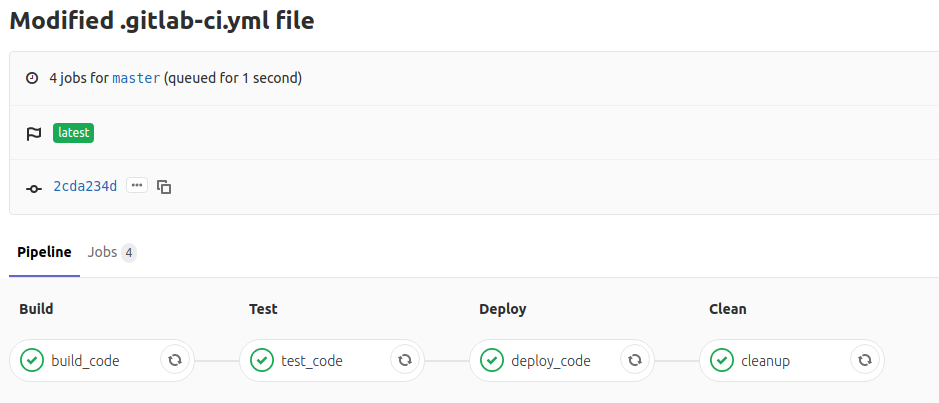 Modified .gitlab-ci.yml file
4 jobs for master (queued for 1 second)
latest
2cda234d ...
Pipeline Jobs 4
Build Test Deploy Clean
build_code test_code deploy_code cleanup